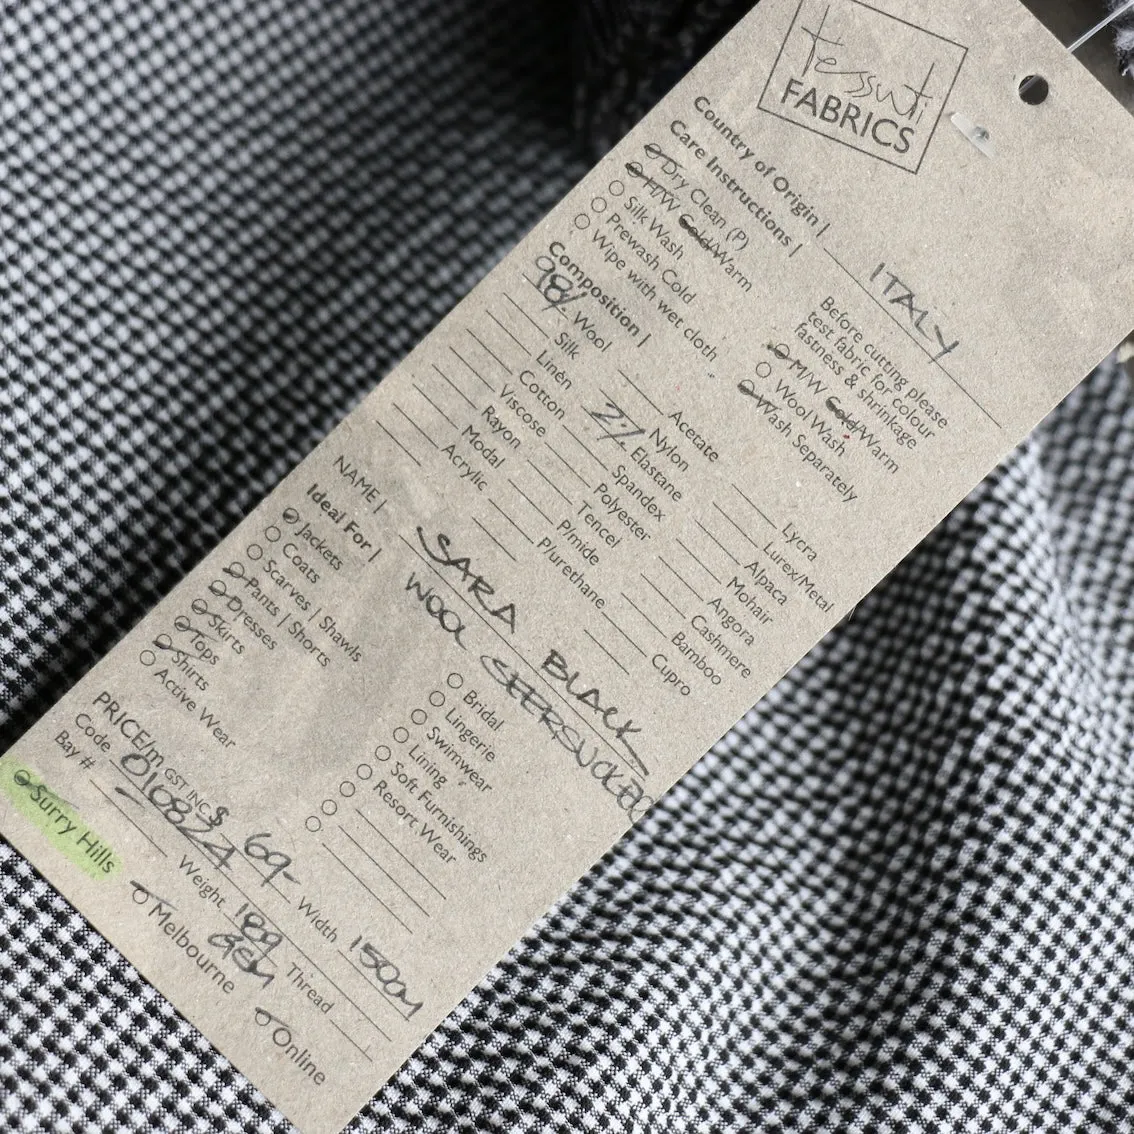 tessuti
FABRICS
Country of Origin | ITALY
Care Instructions |
Dry Clean (P)
H/W Cold/Warm
Silk Wash
Prewash Cold
Wipe with wet cloth
Before cutting please
test fabric for colour
fastness & shrinkage
M/W Cold/Warm
Wool Wash
Wash Separately
Composition |
98% Wool
Silk
Linen
Cotton
Viscose
Rayon
Modal
Acrylic
Acetate
Nylon
2% Elastane
Spandex
Polyester
Tencel
P/mide
P/urethane
Lycra
Lurex/Metal
Alpaca
Mohair
Angora
Cashmere
Bamboo
Cupro
NAME | SARA BLACK
WOOL SEERSUCKER
Ideal For |
Jackets
Coats
Scarves | Shawls
Pants | Shorts
Dresses
Skirts
Tops
Shirts
Active Wear
Bridal
Lingerie
Swimwear
Lining
Soft Furnishings
Resort Wear
PRICE/m GST INC $ 69-
Width 150cm
Code 010824
Weight 189
gsm
Thread
Bay #
Surry Hills
Melbourne
Online